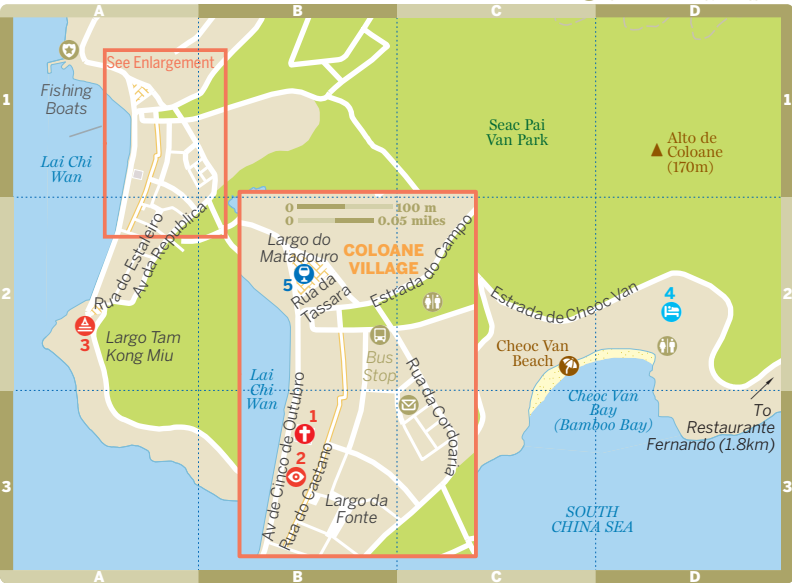 A
B
C
D
1
See Enlargement
Fishing
Boats
Lai Chi
Wan
Seac Pai
Van Park
Alto de
Coloane
(170m)
1
0
100 m
0
0.05 miles
Rua do Estaleiro
Av da Republica
Largo do
Matadouro
COLOANE
VILLAGE
Estrada do Campo
5
Rua da
Tassara
2
Estrada de Cheoc Van
4
2
3
Largo Tam
Kong Miu
Bus
Stop
Cheoc Van
Beach
Lai
Chi
Wan
Rua da Cordoaria
Cheoc Van
Bay
(Bamboo Bay)
To
Restaurante
Fernando (1.8km)
Av de Cinco de Outubro
1
2
Rua do Caetano
Largo da
Fonte
3
SOUTH
CHINA SEA
3
A
B
C
D